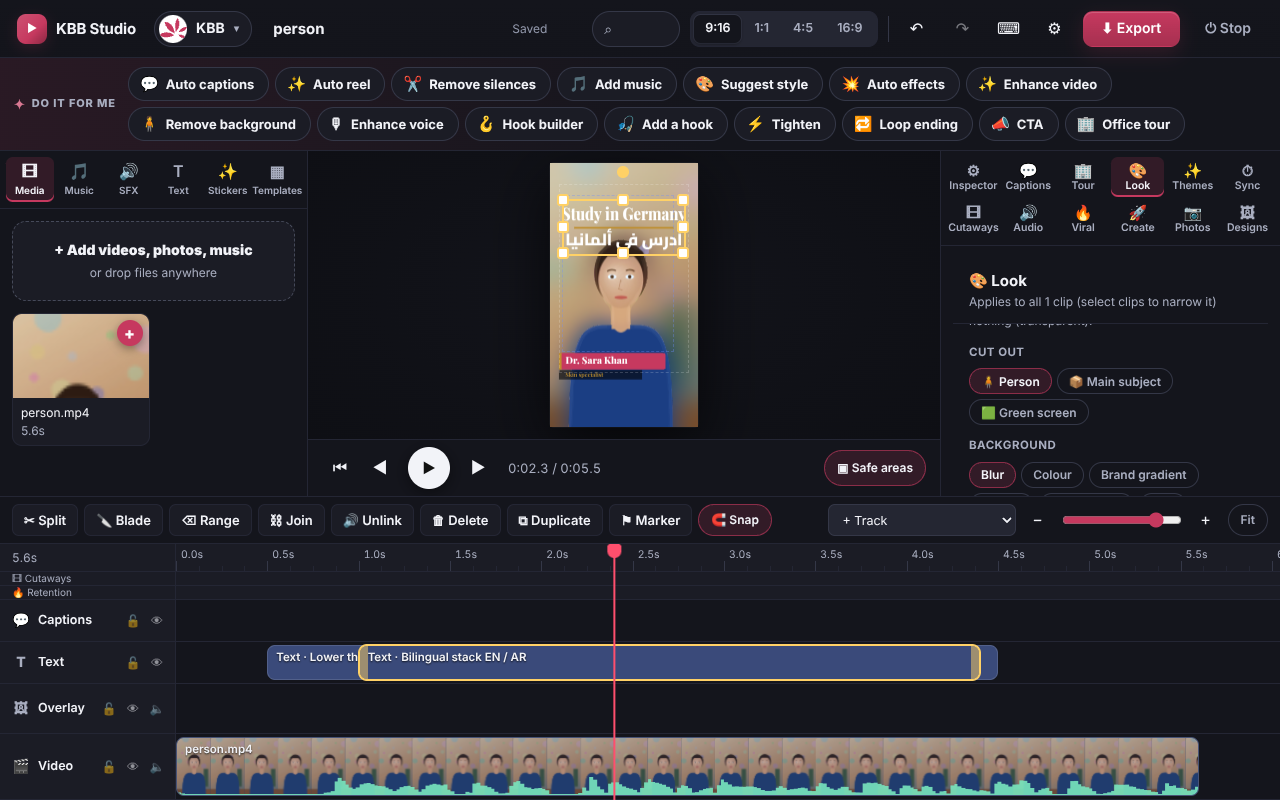 KBB Studio
KBB
person
Saved
9:16
1:1
4:5
16:9
Export
Stop
DO IT FOR ME
Auto captions
Auto reel
Remove silences
Add music
Suggest style
Auto effects
Enhance video
Remove background
Enhance voice
Hook builder
Add a hook
Tighten
Loop ending
CTA
Office tour
Media
Music
SFX
Text
Stickers
Templates
+ Add videos, photos, music
or drop files anywhere
person.mp4
5.6s
Study in Germany
ادرس في ألمانيا
Dr. Sara Khan
0:02.3 / 0:05.5
Safe areas
Inspector
Captions
Tour
Look
Themes
Sync
Cutaways
Audio
Viral
Create
Photos
Designs
Look
Applies to all 1 clip (select clips to narrow it)
CUT OUT
Person
Main subject
Green screen
BACKGROUND
Blur
Colour
Brand gradient
Split
Blade
Range
Join
Unlink
Delete
Duplicate
Marker
Snap
+ Track
Fit
5.6s
0.0s
0.5s
1.0s
1.5s
2.0s
2.5s
3.0s
3.5s
4.0s
4.5s
5.0s
5.5s
Cutaways
Retention
Captions
Text
Text · Lower th
Text · Bilingual stack EN / AR
Overlay
Video
person.mp4